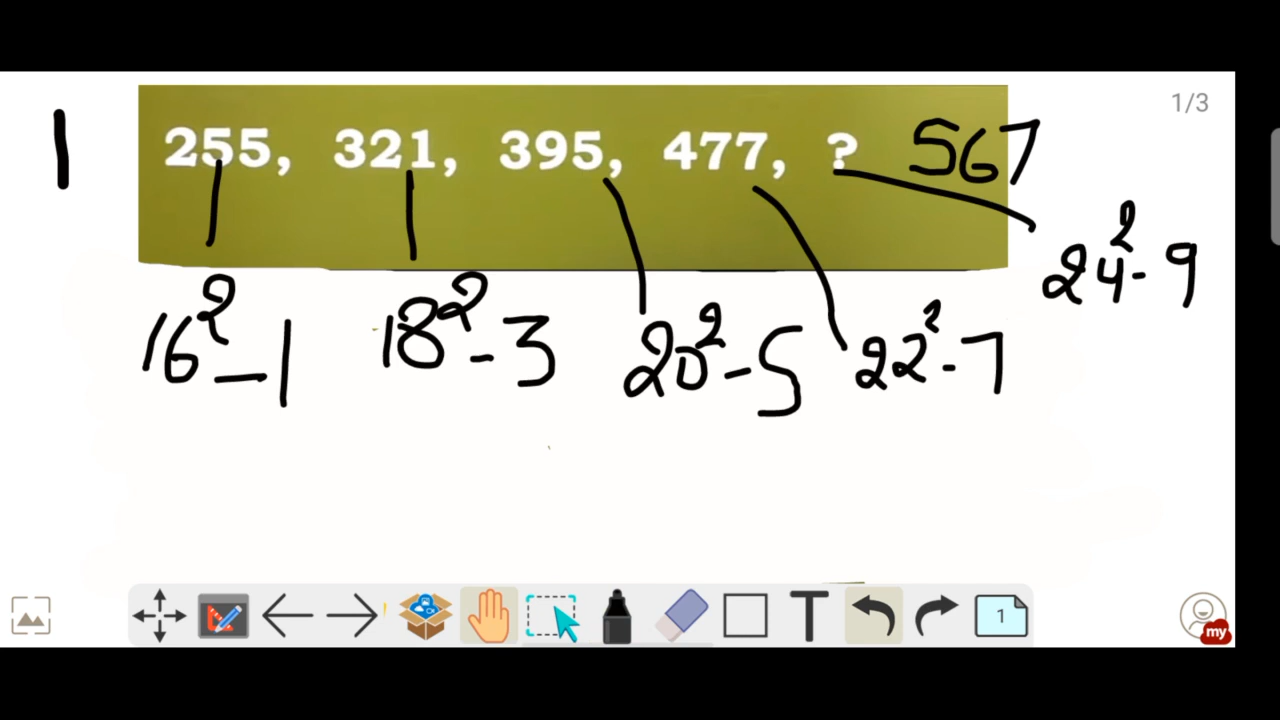 1/3
1 255, 321, 395, 477, ? 567
16²-1 18²-3 20²-5 22²-7 24²-9
T 1
my